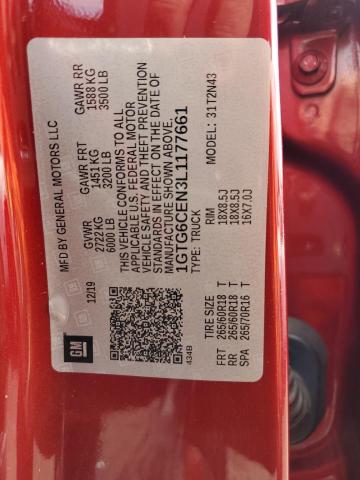 MFD BY GENERAL MOTORS LLC
12/19
GVWR
2722 KG
6000 LB
GAWR FRT
1451 KG
3200 LB
GAWR RR
1588 KG
3500 LB
THIS VEHICLE CONFORMS TO ALL
APPLICABLE U.S. FEDERAL MOTOR
VEHICLE SAFETY AND THEFT PREVENTION
STANDARDS IN EFFECT ON THE DATE OF
MANUFACTURE SHOWN ABOVE.
1GTG6CEN3L1177661
TYPE: TRUCK
MODEL: 31T2N43
TIRE SIZE RIM
FRT 265/60R18 T 18X8.5J
RR 265/60R18 T 18X8.5J
SPA 265/70R16 T 16X7.0J
GM
434B